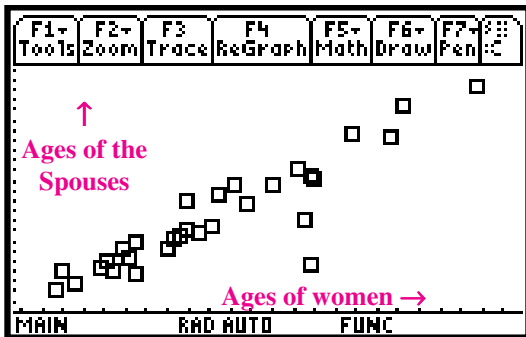 F1▾ F2▾ F3 F4 F5▾ F6▾ F7▾
Tools Zoom Trace ReGraph Math Draw Pen :C
↑
Ages of the
Spouses
Ages of women →
MAIN RAD AUTO FUNC